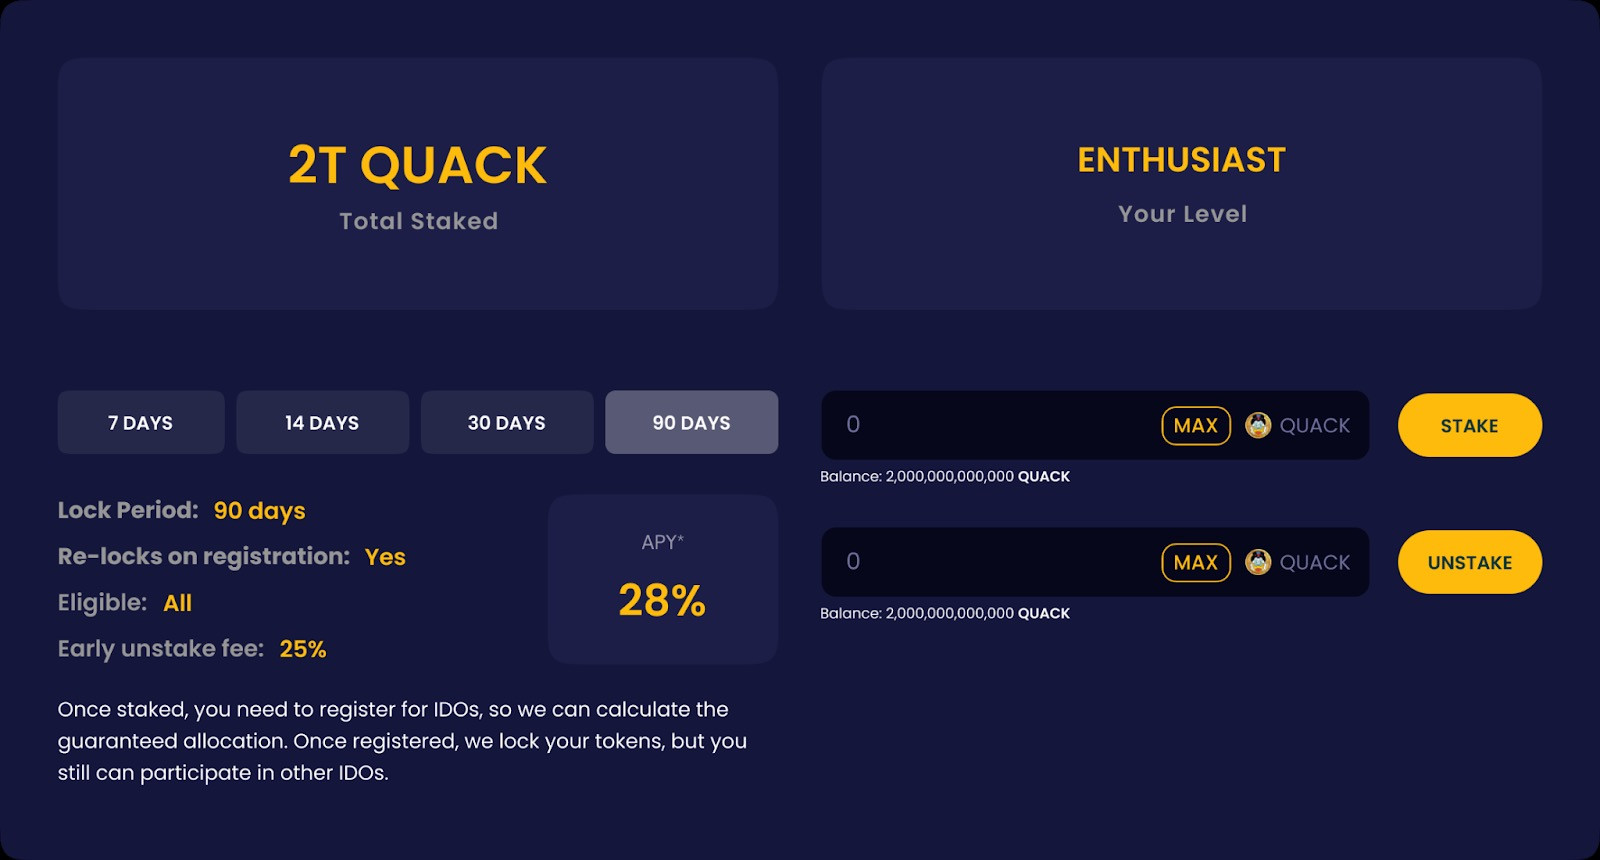 2T QUACK
Total Staked
ENTHUSIAST
Your Level
7 DAYS
14 DAYS
30 DAYS
90 DAYS
Lock Period: 90 days
Re-locks on registration: Yes
Eligible: All
Early unstake fee: 25%
APY*
28%
Once staked, you need to register for IDOs, so we can calculate the
guaranteed allocation. Once registered, we lock your tokens, but you
still can participate in other IDOs.
0 MAX QUACK
STAKE
Balance: 2,000,000,000,000 QUACK
0 MAX QUACK
UNSTAKE
Balance: 2,000,000,000,000 QUACK